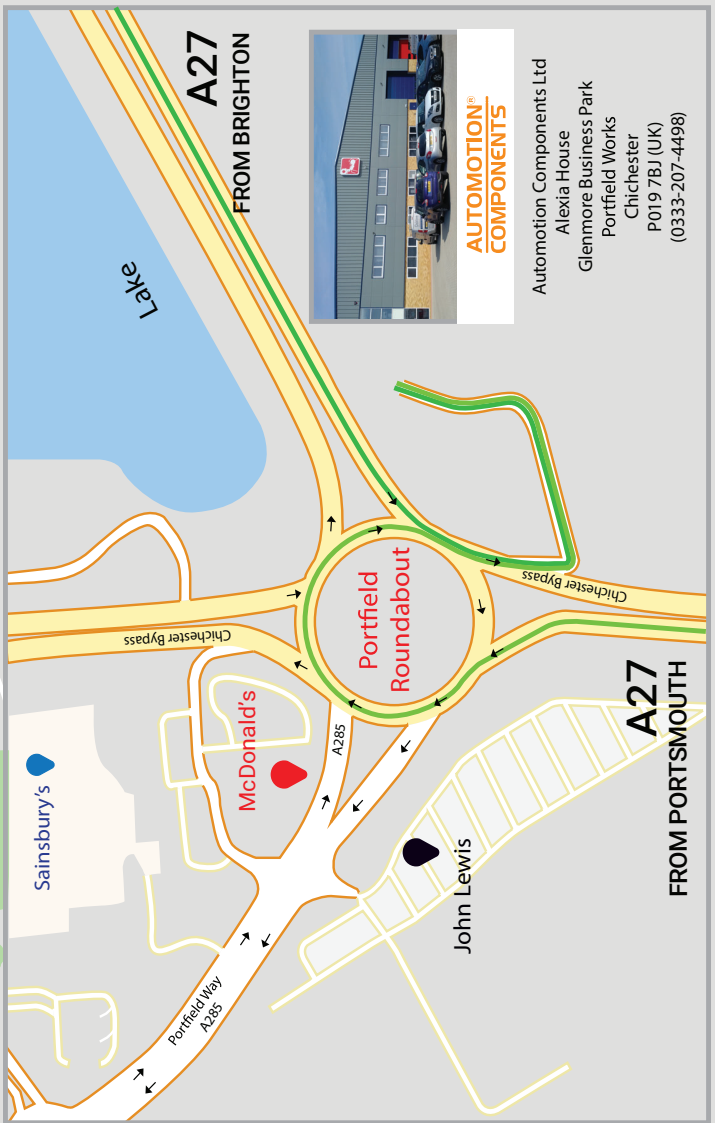 Sainsbury's
Lake
A27
FROM BRIGHTON
Chichester Bypass
McDonald's
Portfield
Roundabout
A285
Portfield Way
A285
John Lewis
Chichester Bypass
A27
FROM PORTSMOUTH
AUTOMOTION®
COMPONENTS
Automotion Components Ltd
Alexia House
Glenmore Business Park
Portfield Works
Chichester
P019 7BJ (UK)
(0333-207-4498)